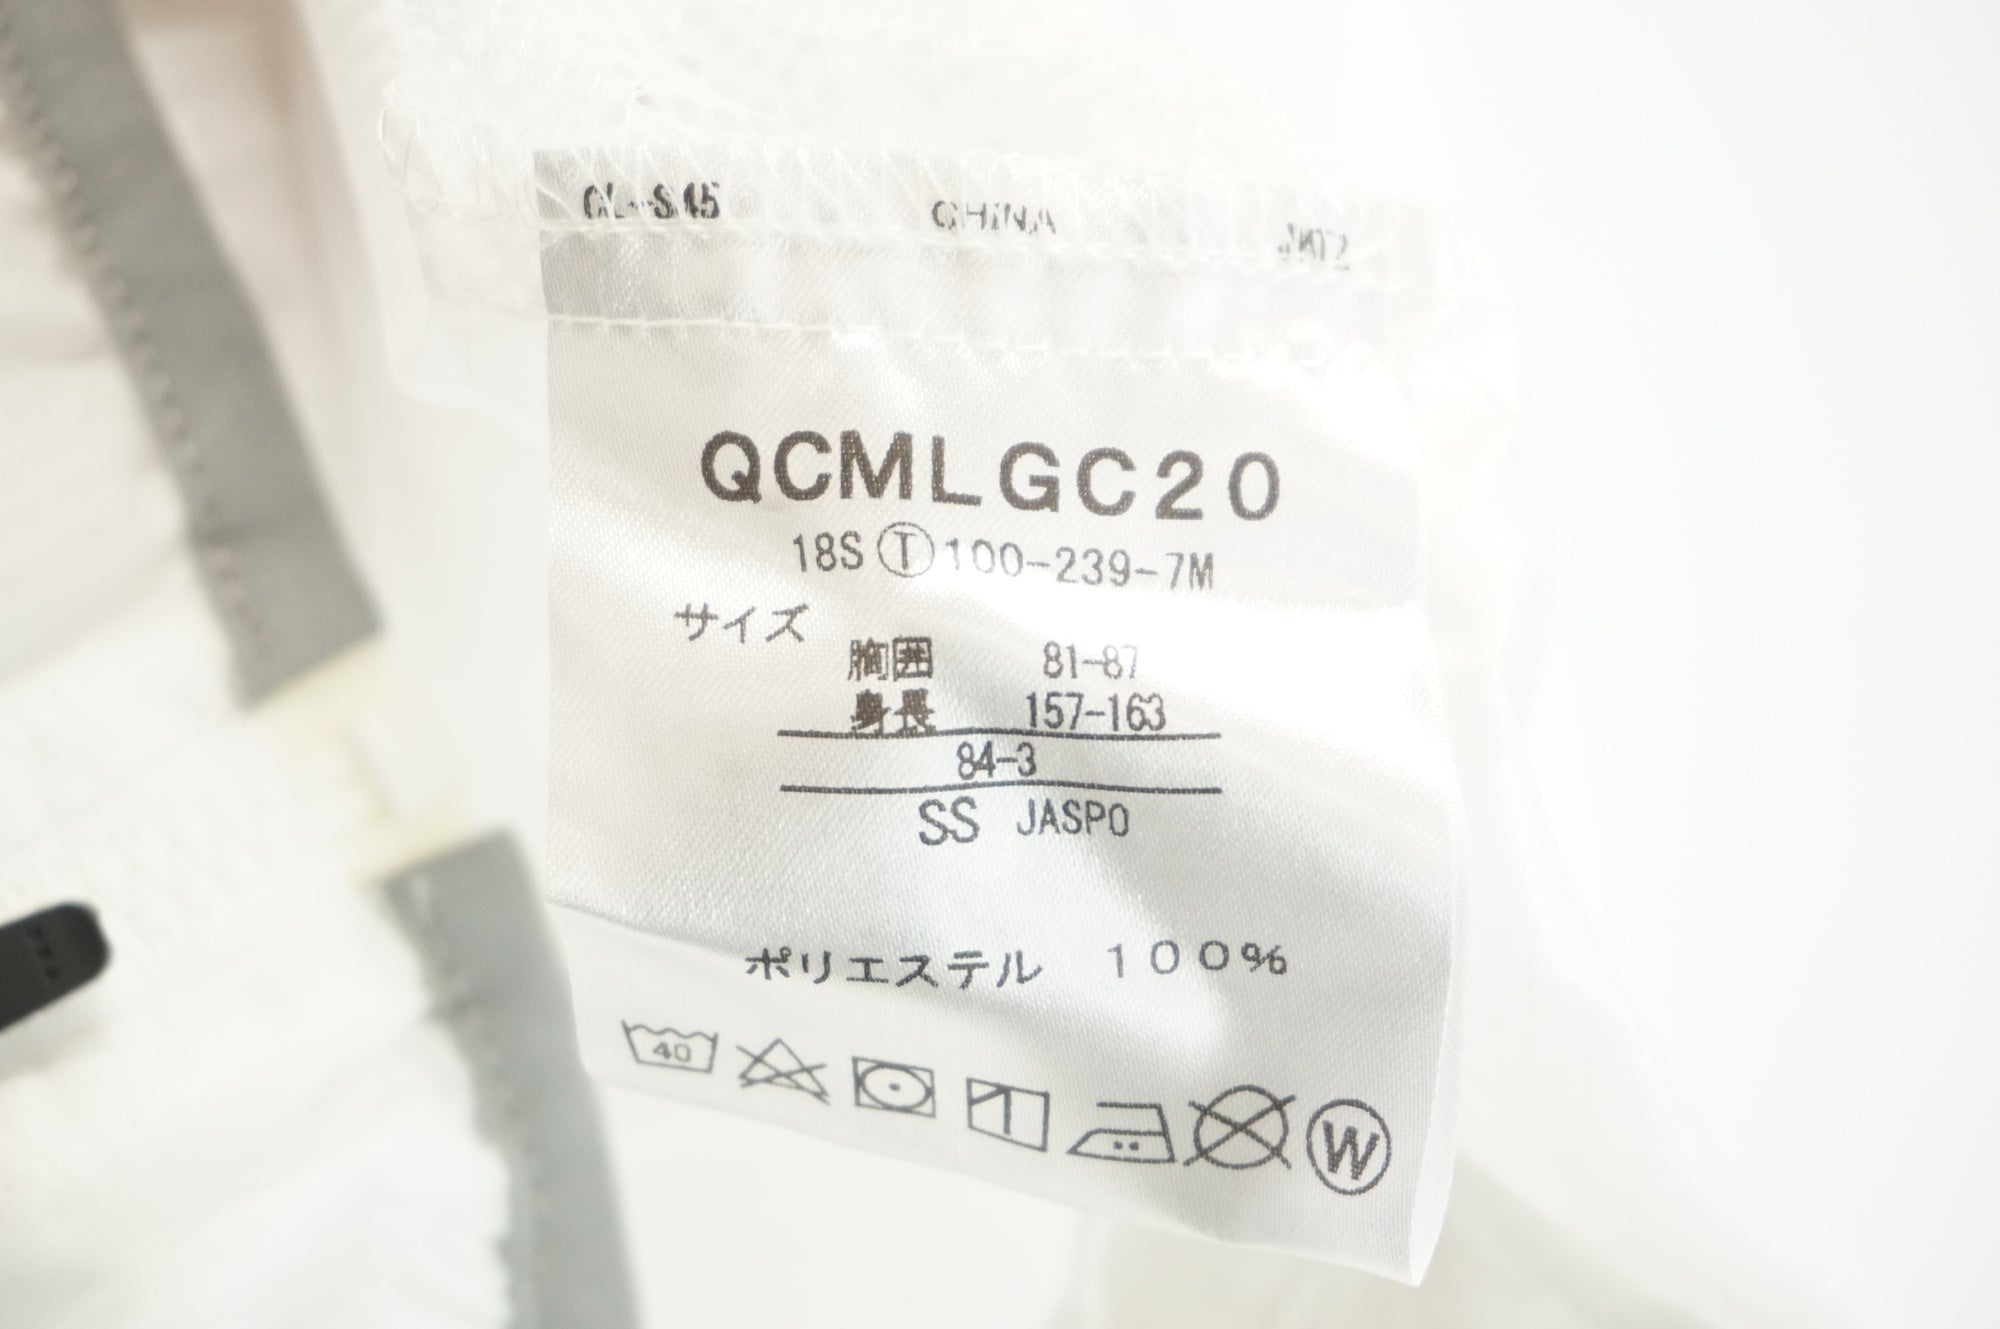 CHINA
QCMLGC20
18S Ⓣ 100-239-7M
サイズ
胸囲 81-87
身長 157-163
84-3
SS JASPO
ポリエステル 100%
40
W